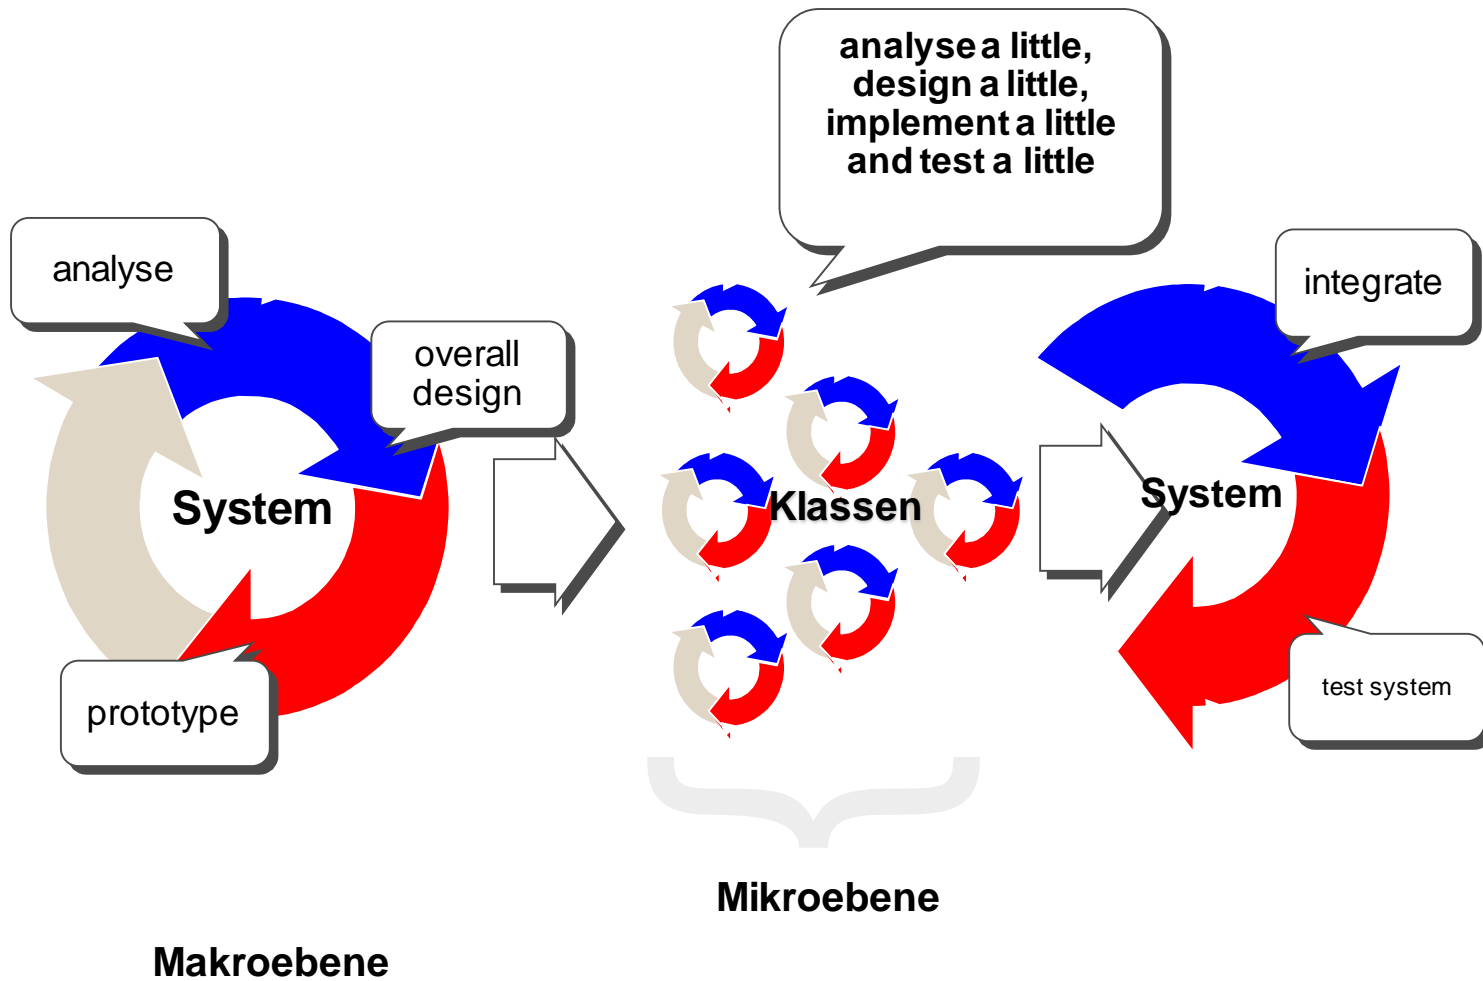 analyse a little,
design a little,
implement a little
and test a little
analyse
overall
design
integrate
System
Klassen
System
prototype
test system
Mikroebene
Makroebene